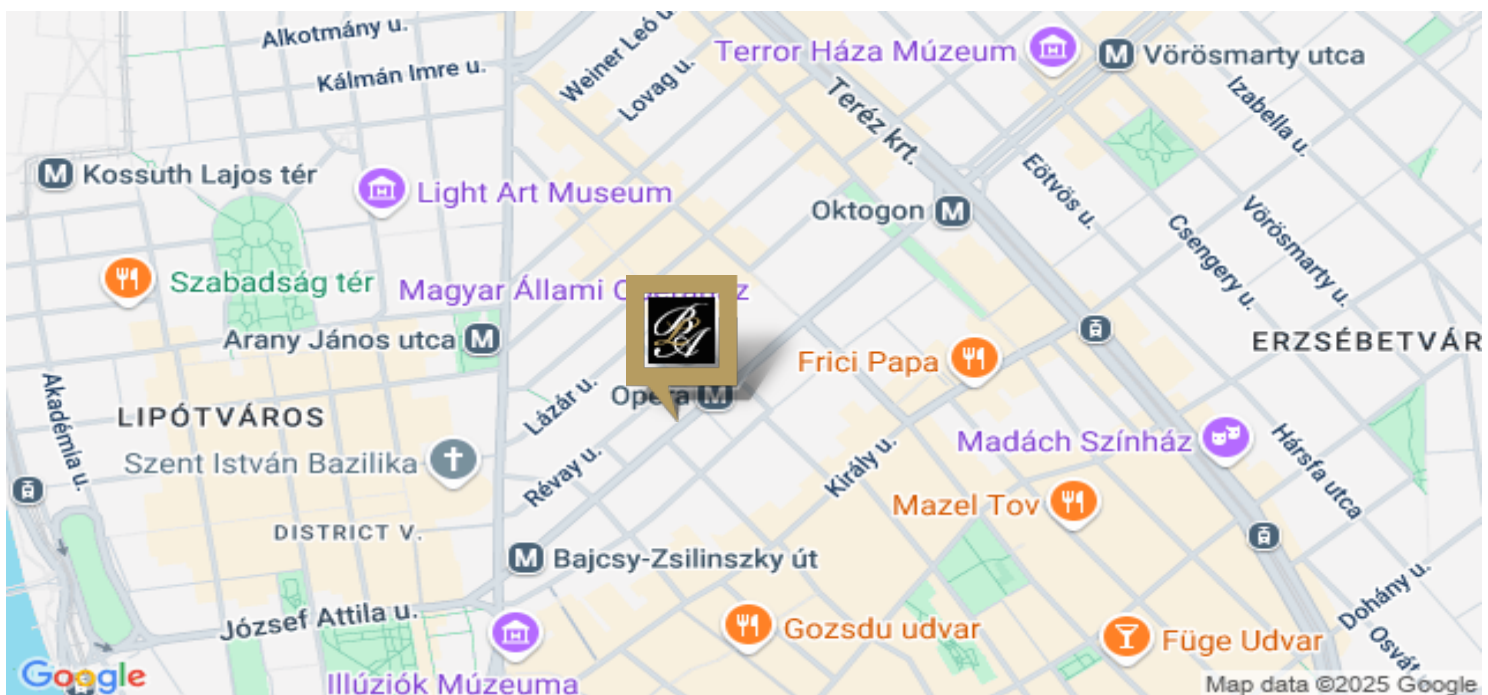 Alkotmány u.
Weiner Leó u.
Terror Háza Múzeum
Vörösmarty utca
Kálmán Imre u.
Lovag u.
Teréz krt.
Izabella u.
M Kossuth Lajos tér
Light Art Museum
Oktogon M
Eötvös u.
Csengery u.
Vörösmarty u.
Szabadság tér
Magyar Állami
Arany János utca M
Frici Papa
ERZSÉBETVÁR
Akadémia u.
LIPÓTVÁROS
Lázár u.
Opera M
Szent István Bazilika
Révay u.
Király u.
Madách Színház
Hársfa utca
Mazel Tov
DISTRICT V.
M Bajcsy-Zsilinszky út
József Attila u.
Gozsdu udvar
Füge Udvar
Dohány u.
Osvát
Illúziók Múzeuma
Google
Map data ©2025 Google